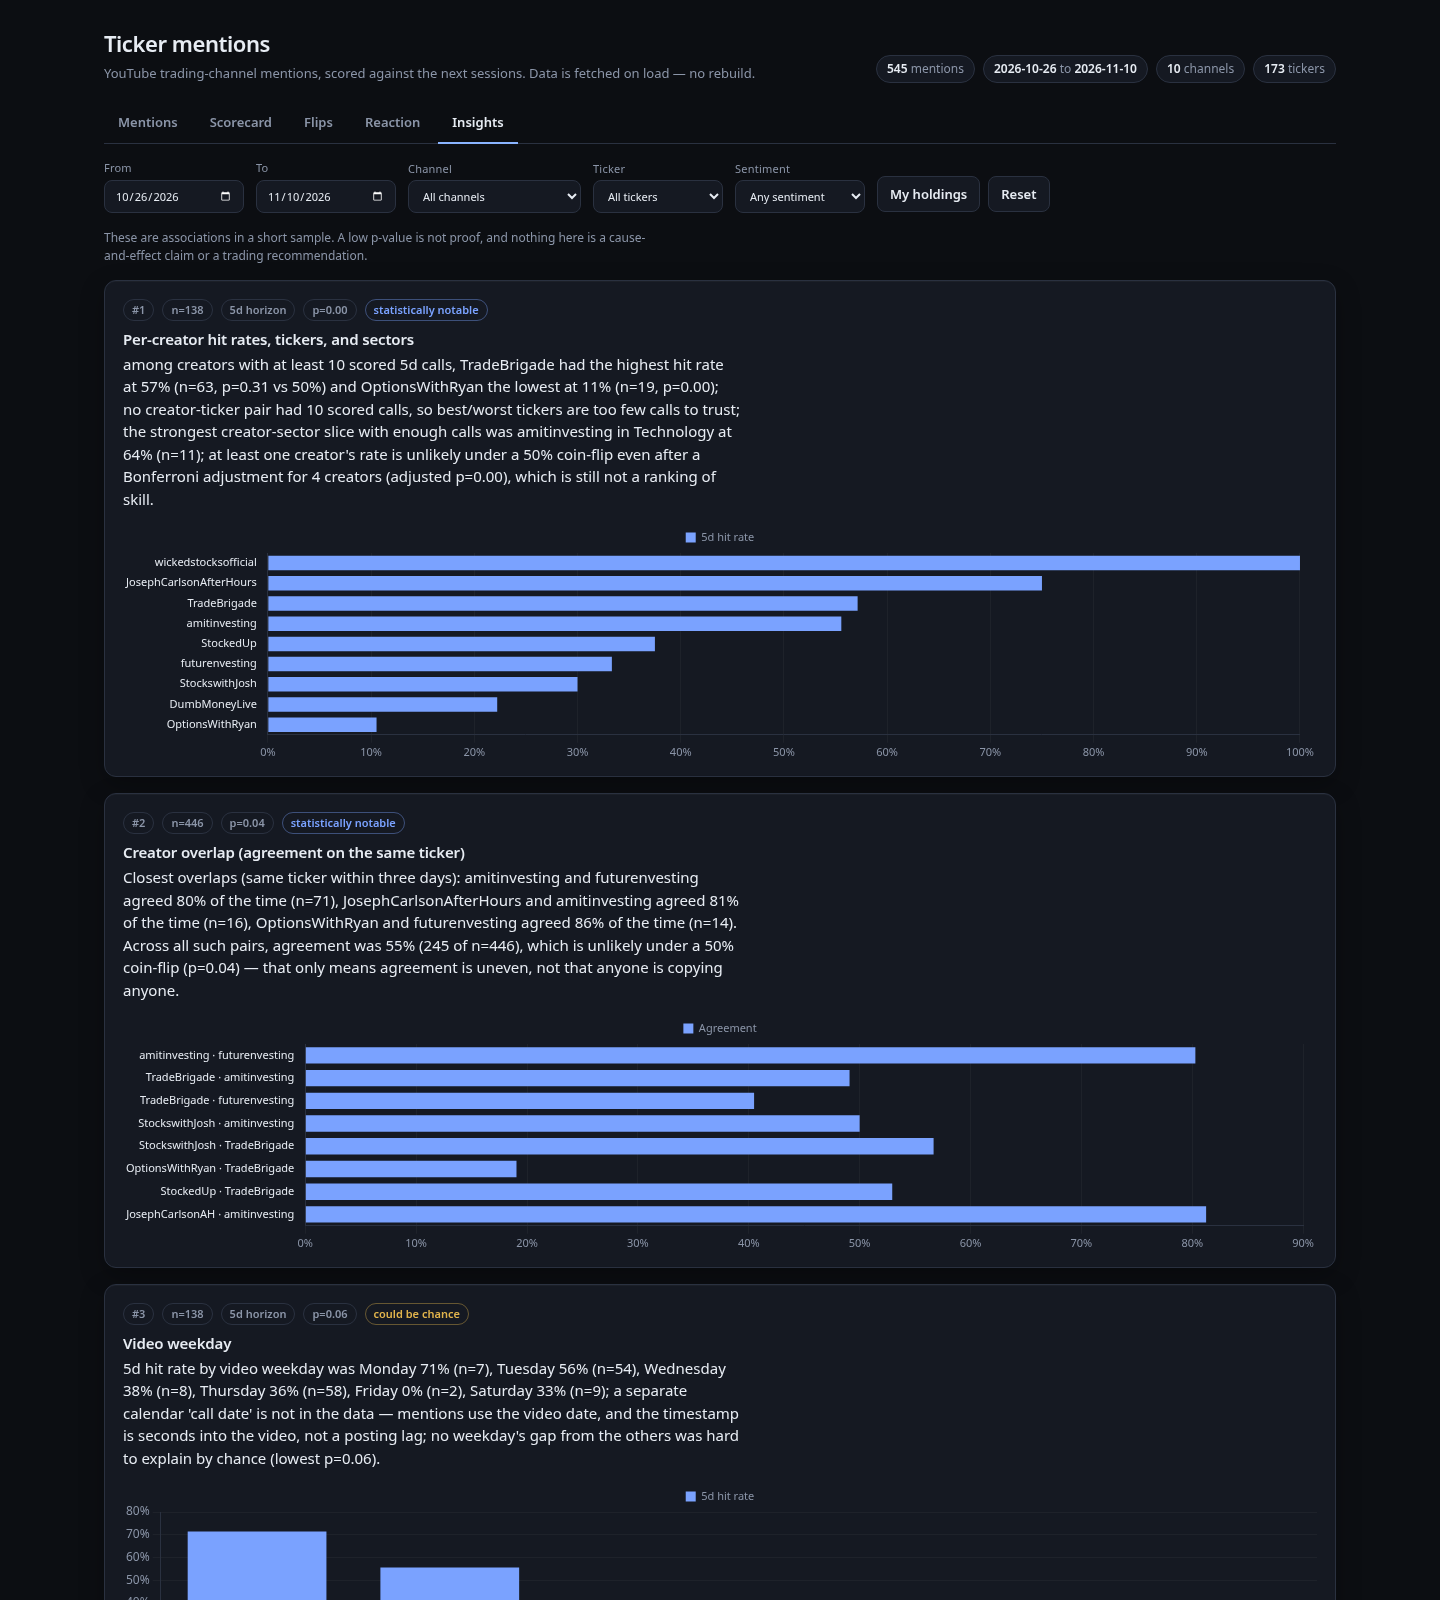 Ticker mentions
YouTube trading-channel mentions, scored against the next sessions. Data is fetched on load — no rebuild.
545 mentions
2026-10-26 to 2026-11-10
10 channels
173 tickers
Mentions
Scorecard
Flips
Reaction
Insights
From
To
Channel
Ticker
Sentiment
10/26/2026
11/10/2026
All channels
All tickers
Any sentiment
My holdings
Reset
These are associations in a short sample. A low p-value is not proof, and nothing here is a cause-
and-effect claim or a trading recommendation.
#1
n=138
5d horizon
p=0.00
statistically notable
Per-creator hit rates, tickers, and sectors
among creators with at least 10 scored 5d calls, TradeBrigade had the highest hit rate
at 57% (n=63, p=0.31 vs 50%) and OptionsWithRyan the lowest at 11% (n=19, p=0.00);
no creator-ticker pair had 10 scored calls, so best/worst tickers are too few calls to trust;
the strongest creator-sector slice with enough calls was amitinvesting in Technology at
64% (n=11); at least one creator's rate is unlikely under a 50% coin-flip even after a
Bonferroni adjustment for 4 creators (adjusted p=0.00), which is still not a ranking of
skill.
5d hit rate
wickedstocksofficial
JosephCarlsonAfterHours
TradeBrigade
amitinvesting
StockedUp
futurenvesting
StockswithJosh
DumbMoneyLive
OptionsWithRyan
0%
10%
20%
30%
40%
50%
60%
70%
80%
90%
100%
#2
n=446
p=0.04
statistically notable
Creator overlap (agreement on the same ticker)
Closest overlaps (same ticker within three days): amitinvesting and futurenvesting
agreed 80% of the time (n=71), JosephCarlsonAfterHours and amitinvesting agreed 81%
of the time (n=16), OptionsWithRyan and futurenvesting agreed 86% of the time (n=14).
Across all such pairs, agreement was 55% (245 of n=446), which is unlikely under a 50%
coin-flip (p=0.04) — that only means agreement is uneven, not that anyone is copying
anyone.
Agreement
amitinvesting · futurenvesting
TradeBrigade · amitinvesting
TradeBrigade · futurenvesting
StockswithJosh · amitinvesting
StockswithJosh · TradeBrigade
OptionsWithRyan · TradeBrigade
StockedUp · TradeBrigade
JosephCarlsonAH · amitinvesting
0%
10%
20%
30%
40%
50%
60%
70%
80%
90%
#3
n=138
5d horizon
p=0.06
could be chance
Video weekday
5d hit rate by video weekday was Monday 71% (n=7), Tuesday 56% (n=54), Wednesday
38% (n=8), Thursday 36% (n=58), Friday 0% (n=2), Saturday 33% (n=9); a separate
calendar 'call date' is not in the data — mentions use the video date, and the timestamp
is seconds into the video, not a posting lag; no weekday's gap from the others was hard
to explain by chance (lowest p=0.06).
5d hit rate
80%
70%
60%
50%